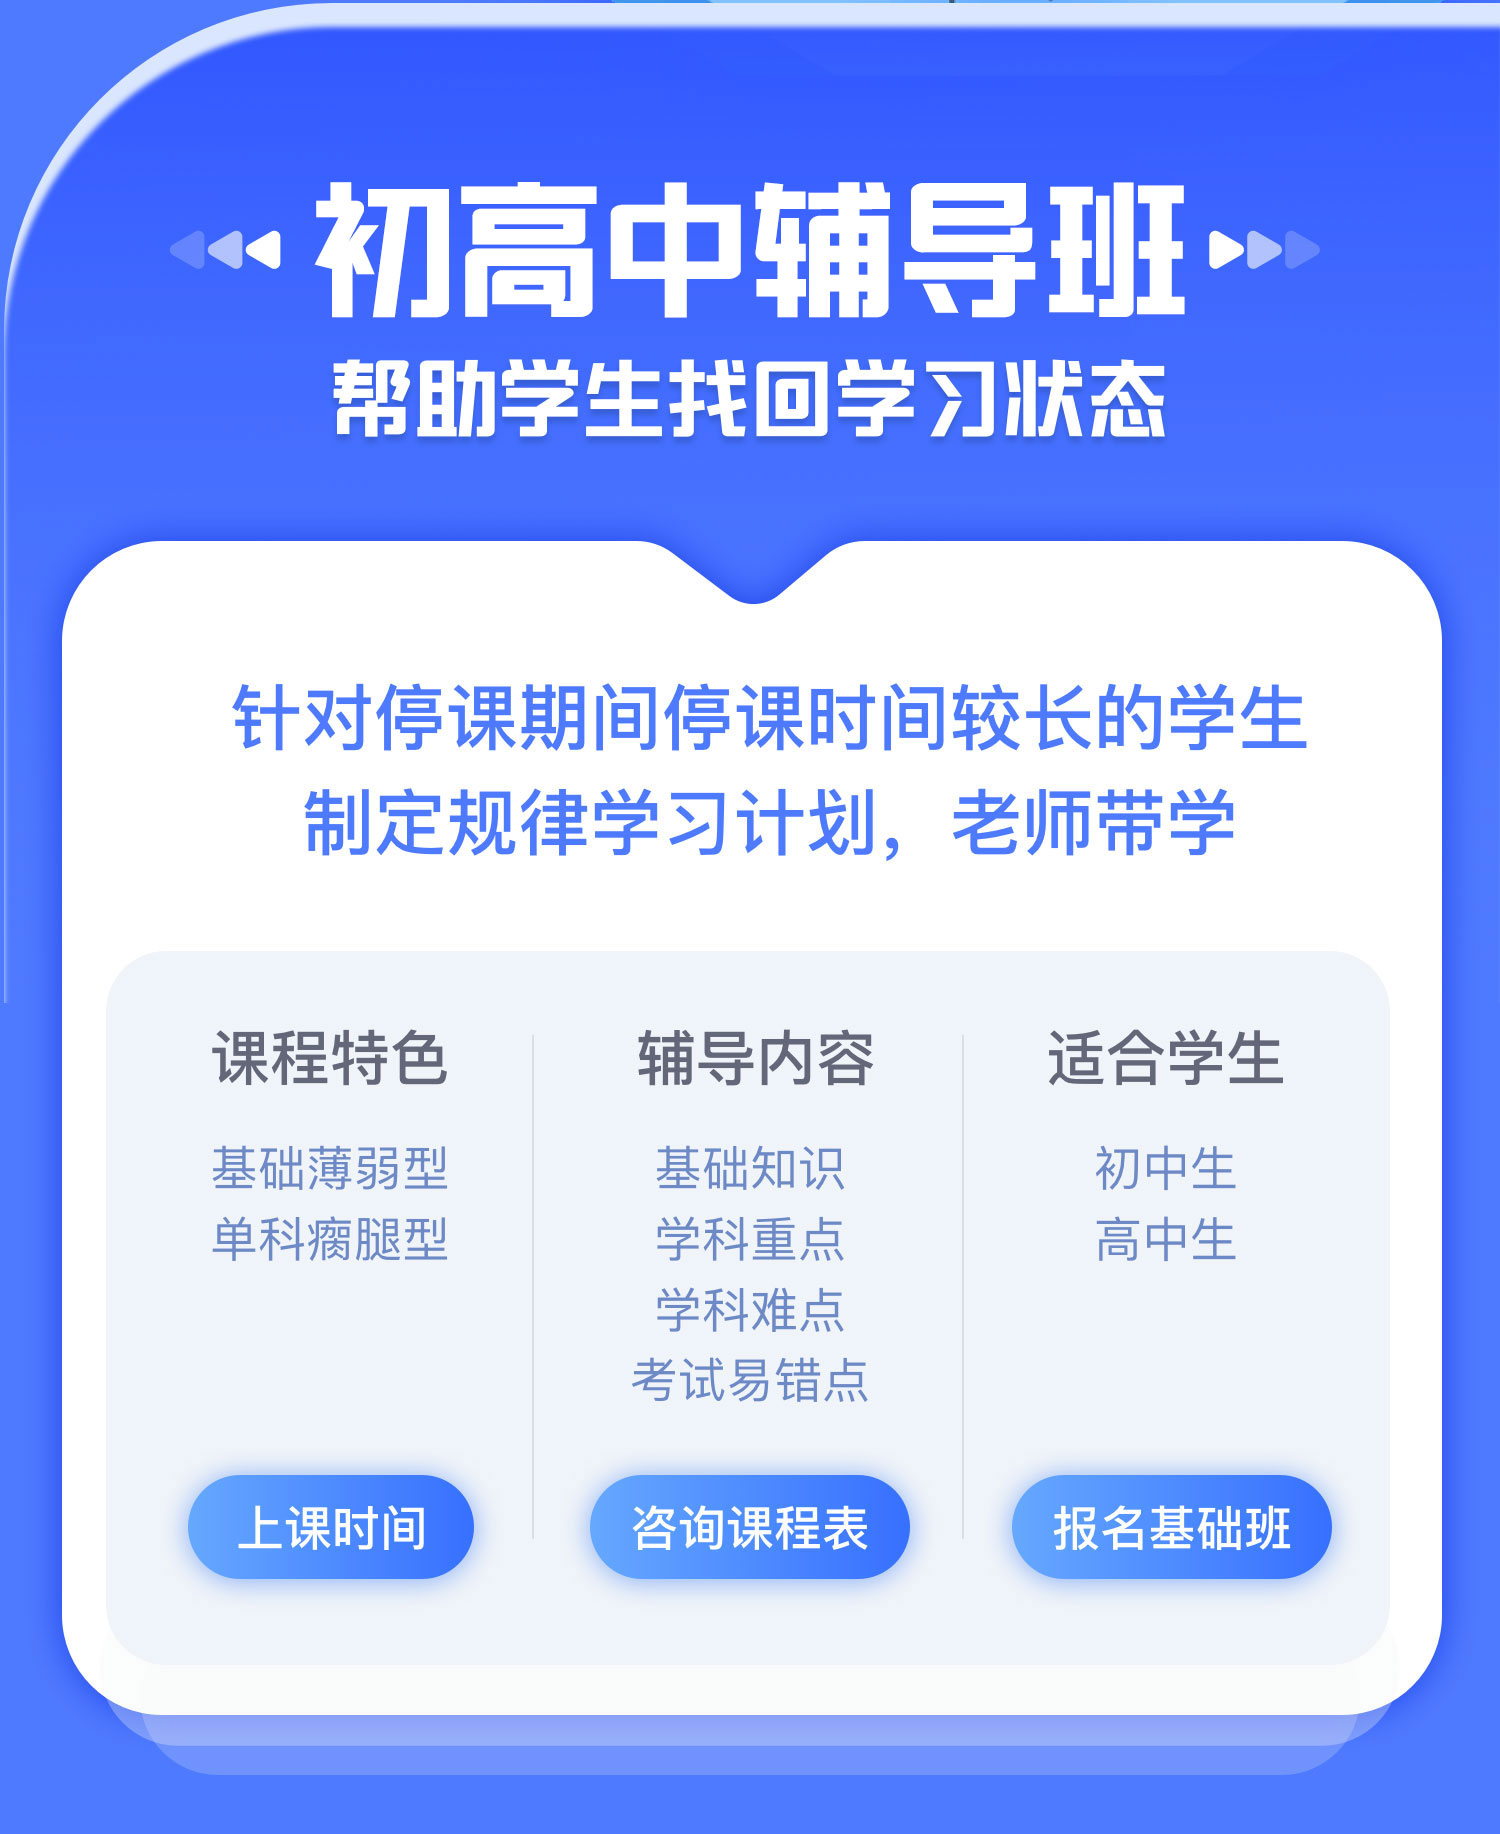 初高中辅导班
帮助学生找回学习状态
针对停课期间停课时间较长的学生
制定规律学习计划，老师带学
课程特色
基础薄弱型
单科瘸腿型
上课时间
辅导内容
基础知识
学科重点
学科难点
考试易错点
咨询课程表
适合学生
初中生
高中生
报名基础班